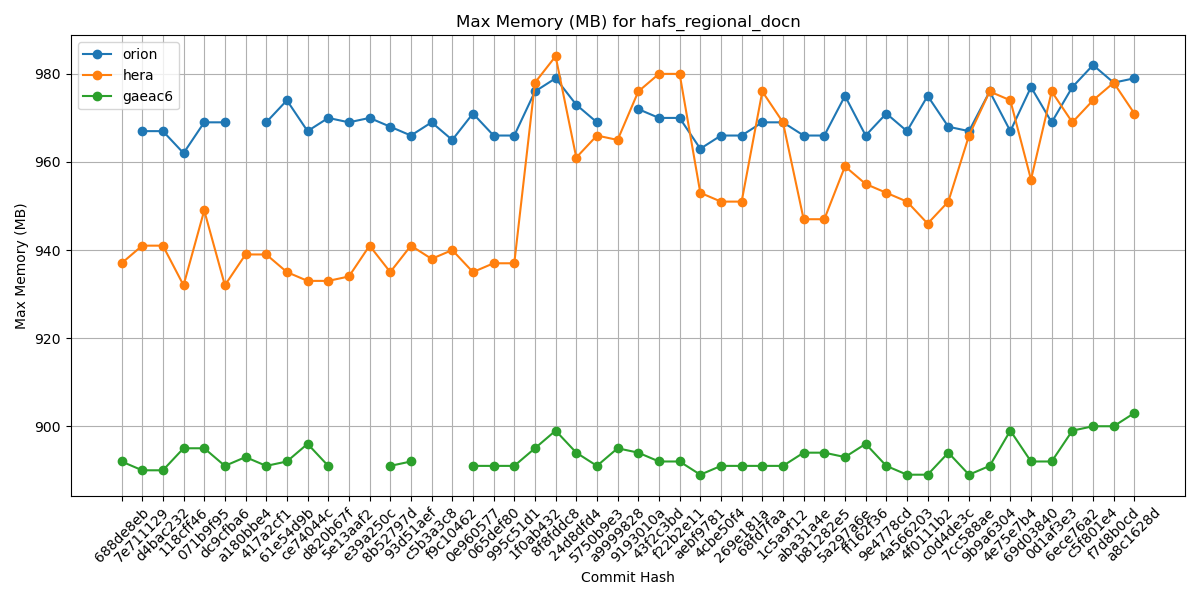 Max Memory (MB) for hafs_regional_docn
orion
hera
gaeac6
Max Memory (MB)
980
960
940
920
900
688de8eb
7e711129
d4bac232
118cff46
071b9f95
dc9cfba6
a180bbe4
417a2cf1
61e54d9b
ce74044c
d820b67f
5e13aaf2
e39a250c
8b52797d
93d51aef
c5b3a3c8
f9c10462
0e960577
065def80
995c51d1
1f0ab432
8f8fdfc8
24d8dfd4
5750b9e3
a9999828
9193010a
43f253bd
f22b2e11
aebf9781
4cbe50f4
269e181a
68fd7faa
1c5a9f12
aba31a4e
b81282e5
5a297a6e
ff162f36
9e4778cd
4a566203
4f011b2
c0d4de3c
7cc588ae
9b9a6304
4e75e7b4
69d03840
0d1af3e3
6ece76a2
c5f801e4
f7d8b0cd
a8c1628d
Commit Hash